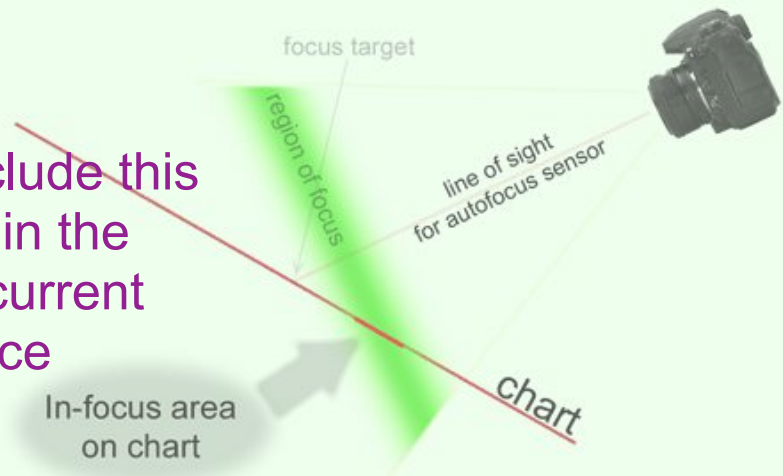 focus target
region of focus
line of sight
for autofocus sensor
clude this
in the
current
ce
In-focus area
on chart
chart